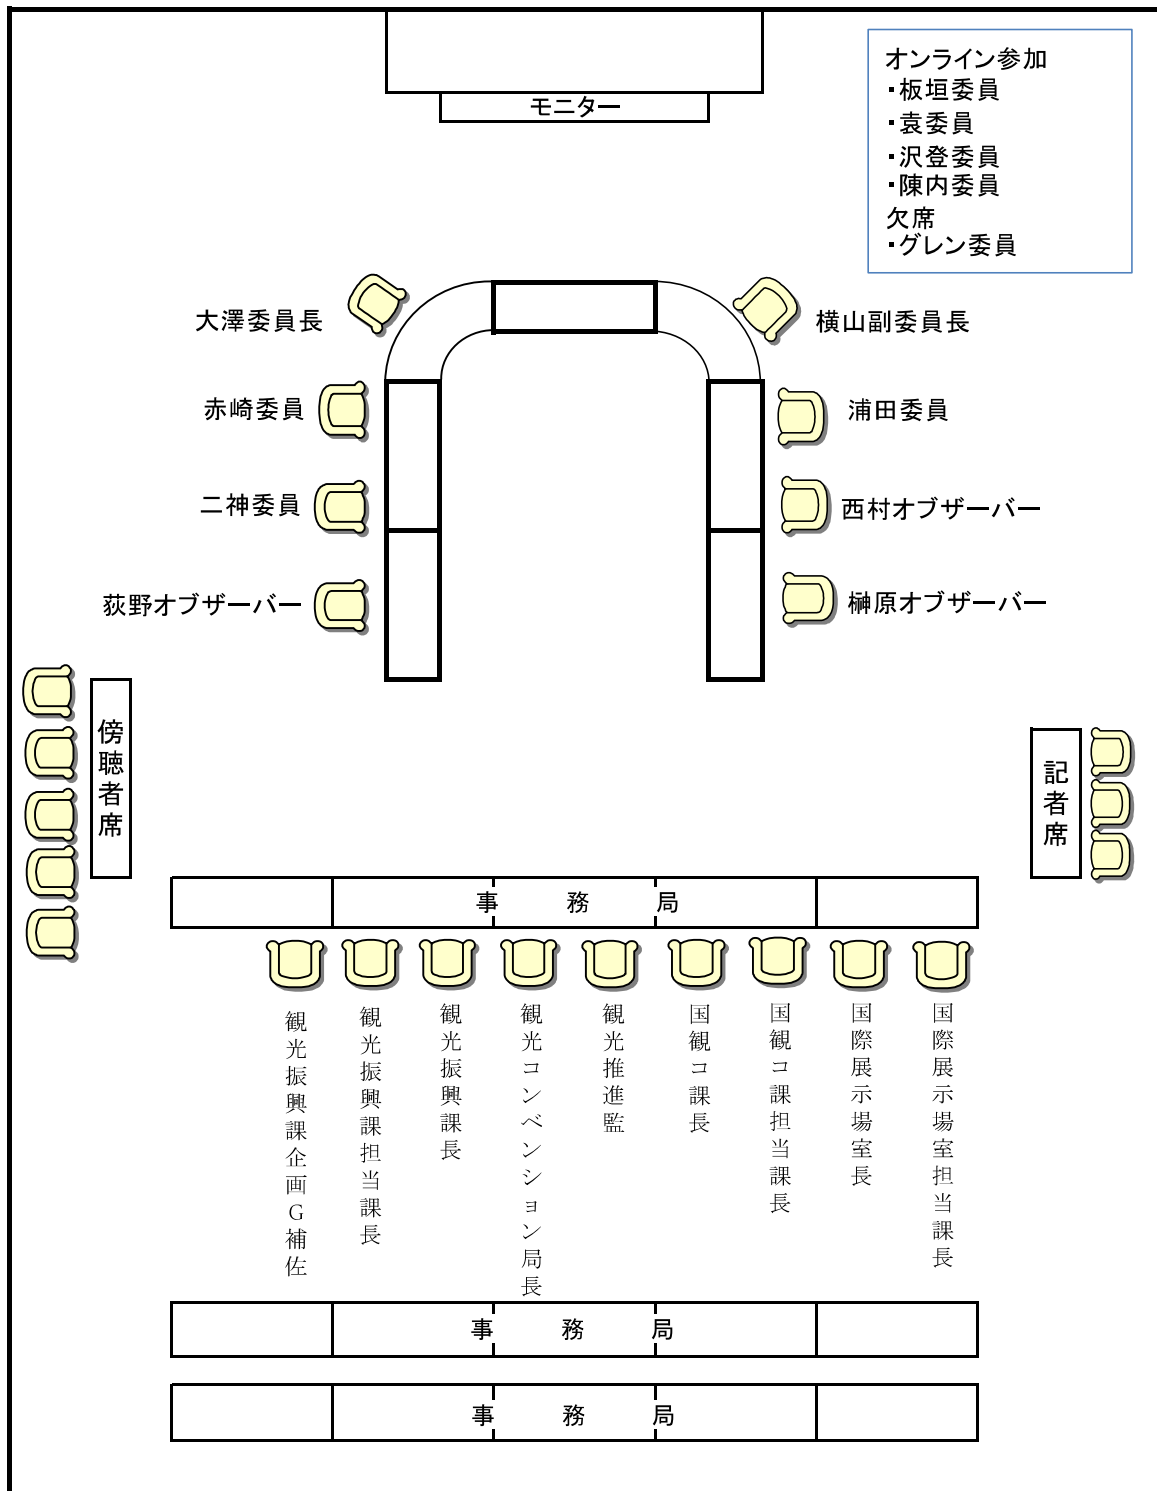 モニター
オンライン参加
・板垣委員
・袁委員
・沢登委員
・陳内委員
欠席
・グレン委員
大澤委員長
横山副委員長
赤崎委員
浦田委員
二神委員
西村オブザーバー
荻野オブザーバー
榊原オブザーバー
傍聴者席
記者席
事務局
観光振興課企画G補佐
観光振興課担当課長
観光振興課長
観光コンベンション局長
観光推進監
国観コ課長
国観コ課担当課長
国際展示場室長
国際展示場室担当課長
事務局
事務局